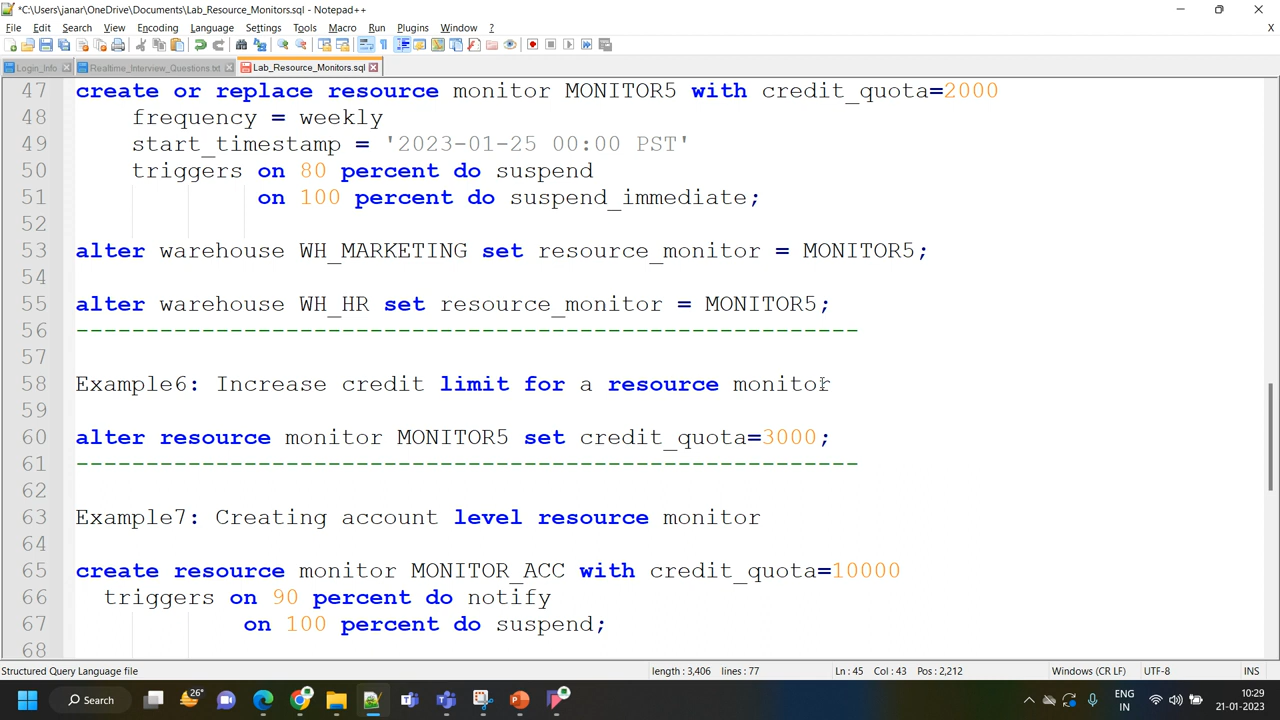 *C:\Users\janar\OneDrive\Documents\Lab_Resource_Monitors.sql - Notepad++
File Edit Search View Encoding Language Settings Tools Macro Run Plugins Window ? X
Login_Info Realtime_Interview_Questions.txt Lab_Resource_Monitors.sql
47 create or replace resource monitor MONITOR5 with credit_quota=2000
48 frequency = weekly
49 start_timestamp = '2023-01-25 00:00 PST'
50 triggers on 80 percent do suspend
51 on 100 percent do suspend_immediate;
52
53 alter warehouse WH_MARKETING set resource_monitor = MONITOR5;
54
55 alter warehouse WH_HR set resource_monitor = MONITOR5;
56 --------------------------------------------------------
57
58 Example6: Increase credit limit for a resource monitor
59
60 alter resource monitor MONITOR5 set credit_quota=3000;
61 --------------------------------------------------------
62
63 Example7: Creating account level resource monitor
64
65 create resource monitor MONITOR_ACC with credit_quota=10000
66 triggers on 90 percent do notify
67 on 100 percent do suspend;
68
Structured Query Language file length : 3,406 lines : 77 Ln : 45 Col : 43 Pos : 2,212 Windows (CR LF) UTF-8 INS
Search 26° ENG 10:29
IN 21-01-2023